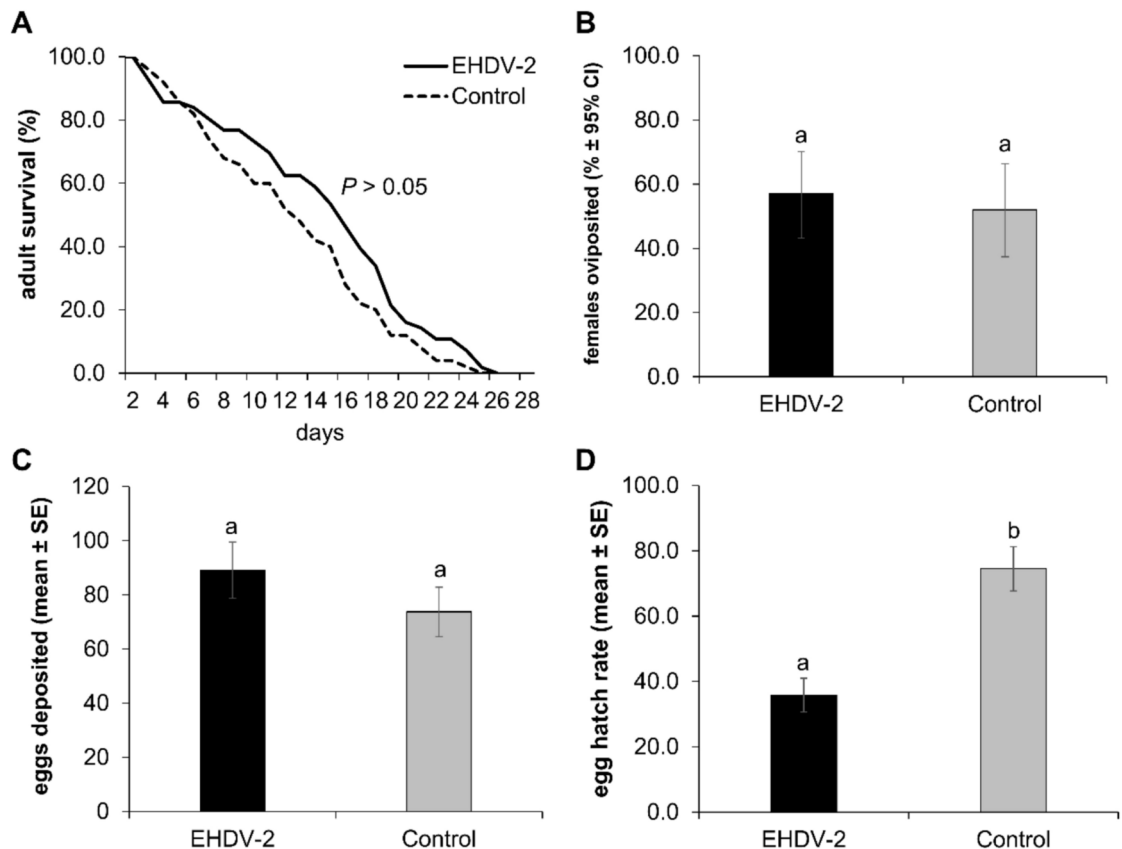 A
100.0
80.0
60.0
40.0
20.0
0.0
adult survival (%)
EHDV-2
Control
P > 0.05
2 4 6 8 10 12 14 16 18 20 22 24 26 28
days
B
100.0
80.0
60.0
40.0
20.0
0.0
females oviposited (% ± 95% CI)
a
a
EHDV-2 Control
C
120
100
80
60
40
20
0
eggs deposited (mean ± SE)
a
a
EHDV-2 Control
D
100.0
80.0
60.0
40.0
20.0
0.0
egg hatch rate (mean ± SE)
a
b
EHDV-2 Control